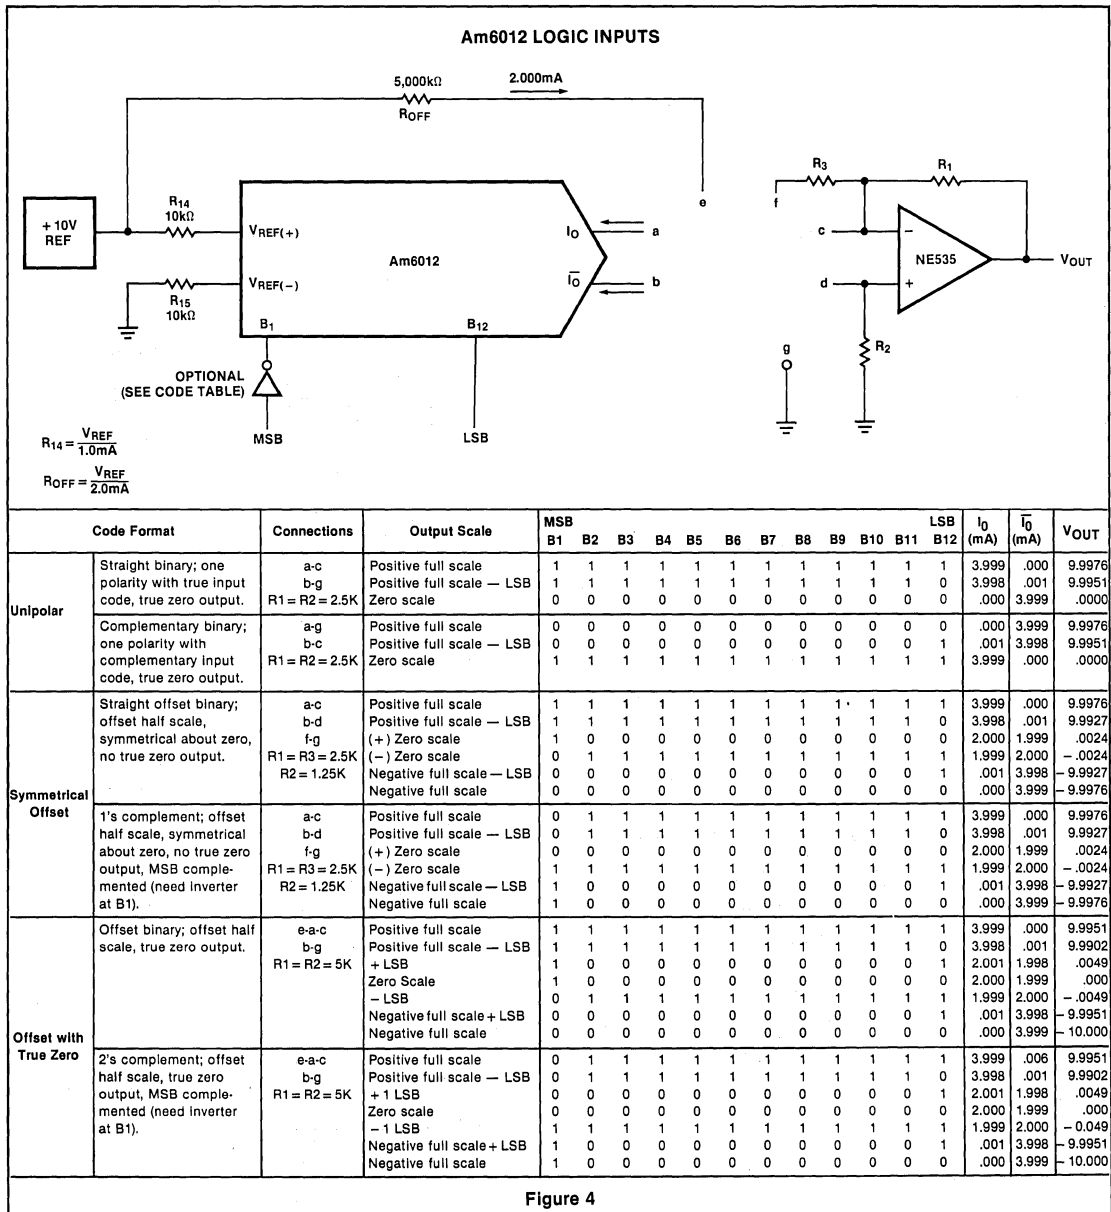 Am6012 LOGIC INPUTS
5,000kΩ
2.000mA
ROFF
e
R3
R1
f
+10V
REF
R14
10kΩ
VREF(+)
IO
a
c
−
NE535
VOUT
Am6012
VREF(−)
IO
b
d
+
R15
10kΩ
B1
B12
g
R2
OPTIONAL
(SEE CODE TABLE)
MSB
LSB
R14 = VREF
1.0mA
ROFF = VREF
2.0mA
Code Format Connections Output Scale MSB B1 B2 B3 B4 B5 B6 B7 B8 B9 B10 B11 LSB B12 I0 (mA) I0 (mA) VOUT
Unipolar
Straight binary; one a-c Positive full scale 1 1 1 1 1 1 1 1 1 1 1 1 3.999 .000 9.9976
polarity with true input b-g Positive full scale — LSB 1 1 1 1 1 1 1 1 1 1 1 0 3.998 .001 9.9951
code, true zero output. R1 = R2 = 2.5K Zero scale 0 0 0 0 0 0 0 0 0 0 0 0 .000 3.999 .0000
Complementary binary; a-g Positive full scale 0 0 0 0 0 0 0 0 0 0 0 0 .000 3.999 9.9976
one polarity with b-c Positive full scale — LSB 0 0 0 0 0 0 0 0 0 0 0 1 .001 3.998 9.9951
complementary input R1 = R2 = 2.5K Zero scale 1 1 1 1 1 1 1 1 1 1 1 1 3.999 .000 .0000
code, true zero output.
Symmetrical
Offset
Straight offset binary; a-c Positive full scale 1 1 1 1 1 1 1 1 1 1 1 1 3.999 .000 9.9976
offset half scale, b-d Positive full scale — LSB 1 1 1 1 1 1 1 1 1 1 1 0 3.998 .001 9.9927
symmetrical about zero, f-g (+) Zero scale 1 0 0 0 0 0 0 0 0 0 0 0 2.000 1.999 .0024
no true zero output. R1 = R3 = 2.5K (−) Zero scale 0 1 1 1 1 1 1 1 1 1 1 1 1.999 2.000 −.0024
R2 = 1.25K Negative full scale — LSB 0 0 0 0 0 0 0 0 0 0 0 1 .001 3.998 −9.9927
Negative full scale 0 0 0 0 0 0 0 0 0 0 0 0 .000 3.999 −9.9976
1's complement; offset a-c Positive full scale 0 1 1 1 1 1 1 1 1 1 1 1 3.999 .000 9.9976
half scale, symmetrical b-d Positive full scale — LSB 0 1 1 1 1 1 1 1 1 1 1 0 3.998 .001 9.9927
about zero, no true zero f-g (+) Zero scale 0 0 0 0 0 0 0 0 0 0 0 0 2.000 1.999 .0024
output, MSB comple- R1 = R3 = 2.5K (−) Zero scale 1 1 1 1 1 1 1 1 1 1 1 1 1.999 2.000 −.0024
mented (need inverter R2 = 1.25K Negative full scale — LSB 1 0 0 0 0 0 0 0 0 0 0 1 .001 3.998 −9.9927
at B1). Negative full scale 1 0 0 0 0 0 0 0 0 0 0 0 .000 3.999 −9.9976
Offset with
True Zero
Offset binary; offset half e-a-c Positive full scale 1 1 1 1 1 1 1 1 1 1 1 1 3.999 .000 9.9951
scale, true zero output. b-g Positive full scale — LSB 1 1 1 1 1 1 1 1 1 1 1 0 3.998 .001 9.9902
R1 = R2 = 5K + LSB 1 0 0 0 0 0 0 0 0 0 0 1 2.001 1.998 .0049
Zero Scale 1 0 0 0 0 0 0 0 0 0 0 0 2.000 1.999 .000
− LSB 0 1 1 1 1 1 1 1 1 1 1 1 1.999 2.000 −.0049
Negative full scale + LSB 0 0 0 0 0 0 0 0 0 0 0 1 .001 3.998 −9.9951
Negative full scale 0 0 0 0 0 0 0 0 0 0 0 0 .000 3.999 −10.000
2's complement; offset e-a-c Positive full scale 0 1 1 1 1 1 1 1 1 1 1 1 3.999 .006 9.9951
half scale, true zero b-g Positive full scale — LSB 0 1 1 1 1 1 1 1 1 1 1 0 3.998 .001 9.9902
output, MSB comple- R1 = R2 = 5K + 1 LSB 0 0 0 0 0 0 0 0 0 0 0 1 2.001 1.998 .0049
mented (need inverter Zero scale 0 0 0 0 0 0 0 0 0 0 0 0 2.000 1.999 .000
at B1). − 1 LSB 1 1 1 1 1 1 1 1 1 1 1 1 1.999 2.000 −0.049
Negative full scale + LSB 1 0 0 0 0 0 0 0 0 0 0 1 .001 3.998 −9.9951
Negative full scale 1 0 0 0 0 0 0 0 0 0 0 0 .000 3.999 −10.000
Figure 4